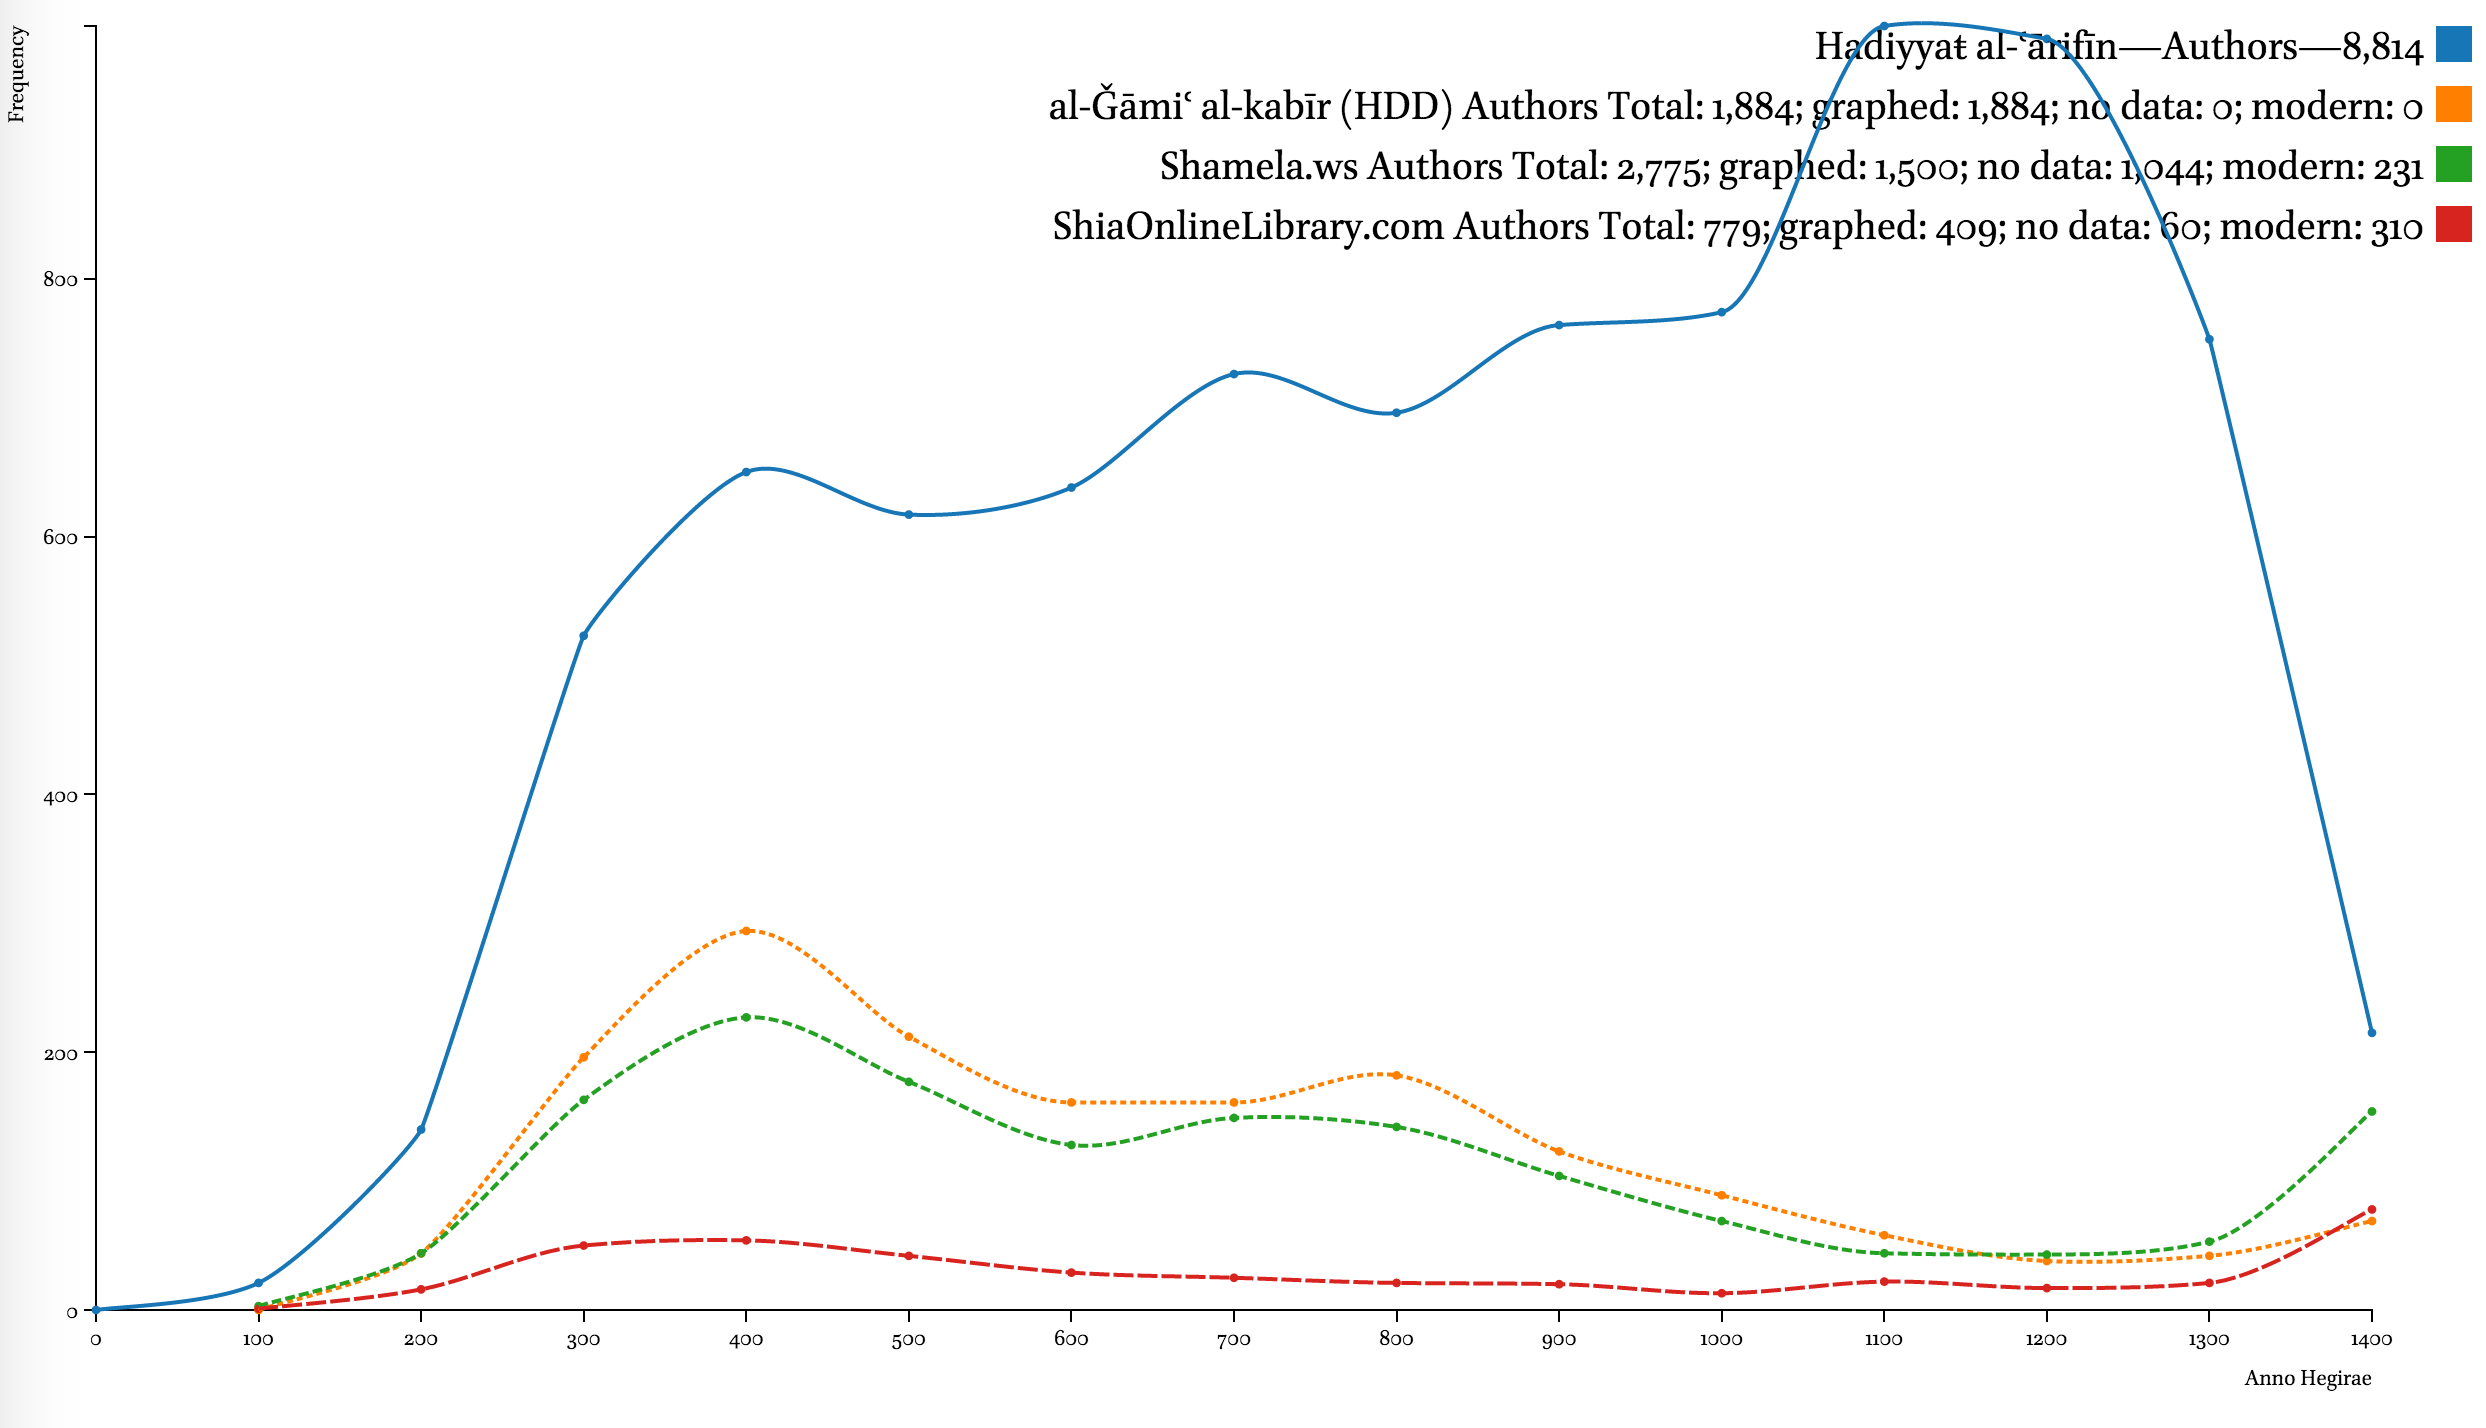 Frequency
Hadiyyaŧ al-ʿārifīn—Authors—8,814
al-Ǧāmiʿ al-kabīr (HDD) Authors Total: 1,884; graphed: 1,884; no data: 0; modern: 0
Shamela.ws Authors Total: 2,775; graphed: 1,500; no data: 1,044; modern: 231
ShiaOnlineLibrary.com Authors Total: 779; graphed: 409; no data: 60; modern: 310
800
600
400
200
0
0 100 200 300 400 500 600 700 800 900 1000 1100 1200 1300 1400
Anno Hegirae